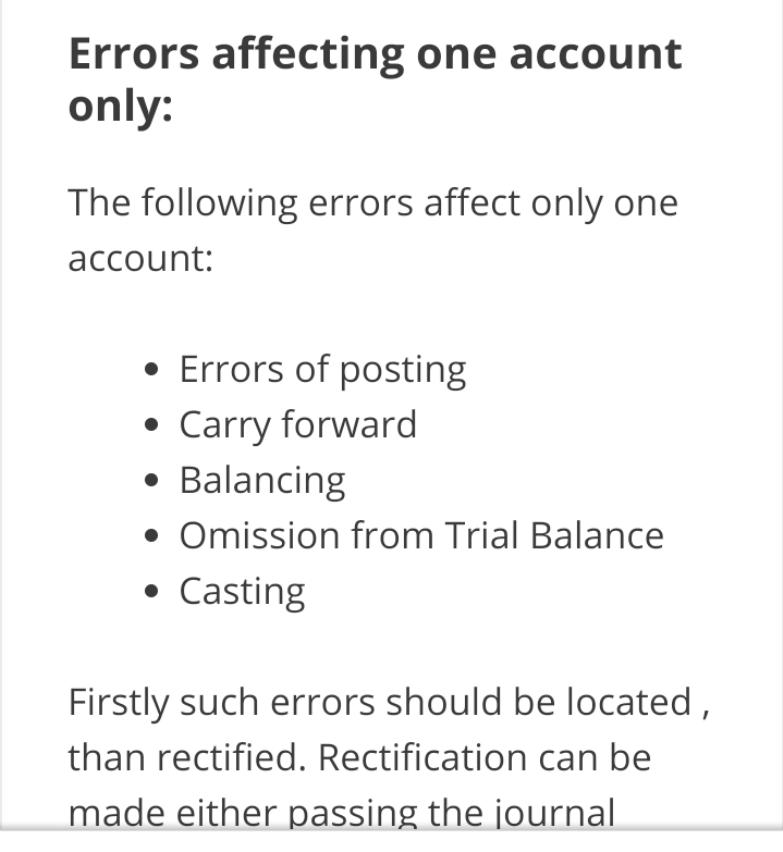 Errors affecting one account
only:
The following errors affect only one
account:
• Errors of posting
• Carry forward
• Balancing
• Omission from Trial Balance
• Casting
Firstly such errors should be located ,
than rectified. Rectification can be
made either passing the journal